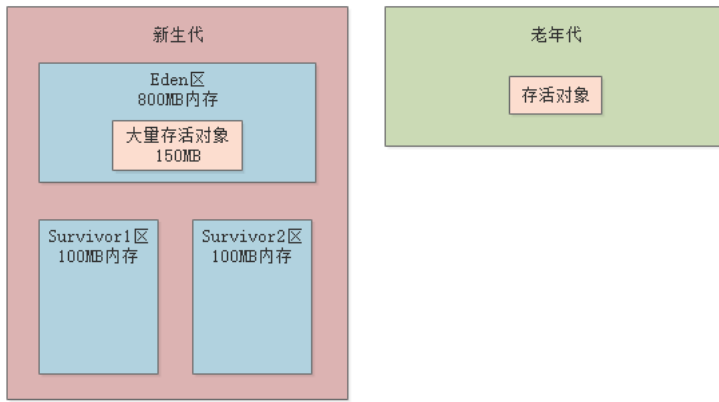 新生代
Eden区
800MB内存
大量存活对象
150MB
Survivor1区
100MB内存
Survivor2区
100MB内存
老年代
存活对象